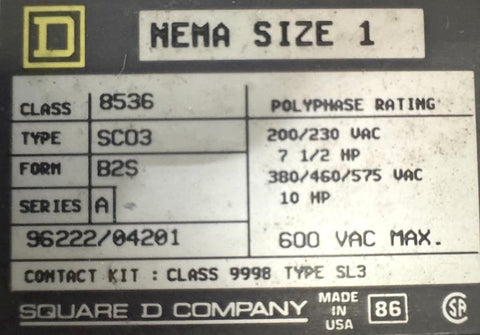 D
NEMA SIZE 1
CLASS 8536
TYPE SCO3
FORM B2S
SERIES A
96222/04201
POLYPHASE RATING
200/230 VAC
7 1/2 HP
380/460/575 VAC
10 HP
600 VAC MAX.
CONTACT KIT : CLASS 9998 TYPE SL3
SQUARE D COMPANY
MADE
IN
USA
86
SA